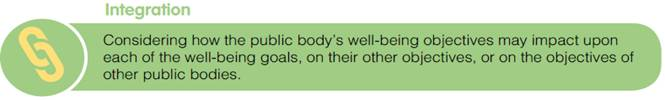 Integration
Considering how the public body's well-being objectives may impact upon
each of the well-being goals, on their other objectives, or on the objectives of
other public bodies.